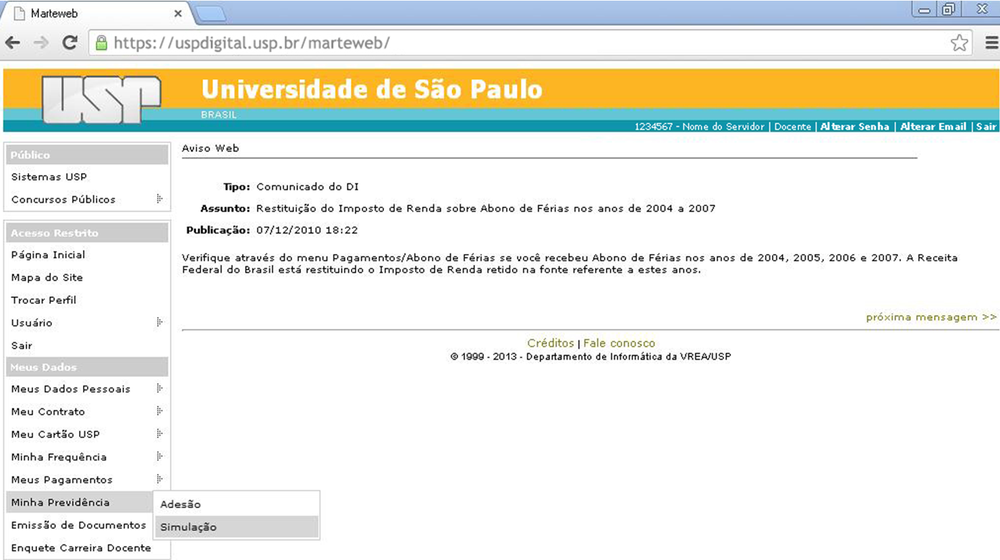 Marteweb
https://uspdigital.usp.br/marteweb/
USP
Universidade de São Paulo
BRASIL
1234567 - Nome do Servidor | Docente | Alterar Senha | Alterar Email | Sair
Público
Sistemas USP
Concursos Públicos
Acesso Restrito
Página Inicial
Mapa do Site
Trocar Perfil
Usuário
Sair
Meus Dados
Meus Dados Pessoais
Meu Contrato
Meu Cartão USP
Minha Frequência
Meus Pagamentos
Minha Previdência
Emissão de Documentos
Enquete Carreira Docente
Adesão
Simulação
Aviso Web
Tipo: Comunicado do DI
Assunto: Restituição do Imposto de Renda sobre Abono de Férias nos anos de 2004 a 2007
Publicação: 07/12/2010 18:22
Verifique através do menu Pagamentos/Abono de Férias se você recebeu Abono de Férias nos anos de 2004, 2005, 2006 e 2007. A Receita
Federal do Brasil está restituindo o Imposto de Renda retido na fonte referente a estes anos.
próxima mensagem >>
Créditos | Fale conosco
© 1999 - 2013 - Departamento de Informática da VREA/USP